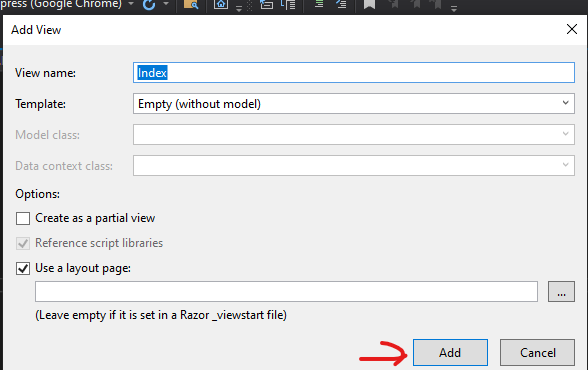 press (Google Chrome)
Add View
View name:
Index
Template:
Empty (without model)
Model class:
Data context class:
Options:
Create as a partial view
Reference script libraries
Use a layout page:
...
(Leave empty if it is set in a Razor _viewstart file)
Add
Cancel